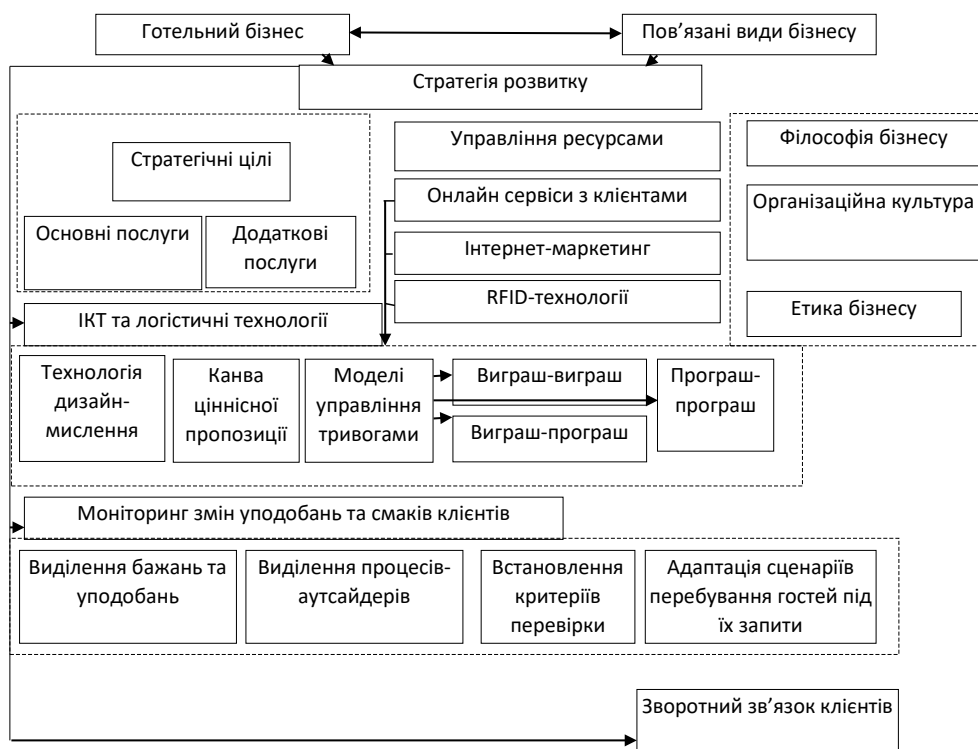 Готельний бізнес
Пов’язані види бізнесу
Стратегія розвитку
Стратегічні цілі
Основні послуги
Додаткові
послуги
Управління ресурсами
Онлайн сервіси з клієнтами
Інтернет-маркетинг
RFID-технології
Філософія бізнесу
Організаційна культура
Етика бізнесу
ІКТ та логістичні технології
Технологія
дизайн-
мислення
Канва
ціннісної
пропозиції
Моделі
управління
тривогами
Виграш-виграш
Виграш-програш
Програш-
програш
Моніторинг змін уподобань та смаків клієнтів
Виділення бажань та
уподобань
Виділення процесів-
аутсайдерів
Встановлення
критеріїв
перевірки
Адаптація сценаріїв
перебування гостей під
їх запити
Зворотний зв’язок клієнтів